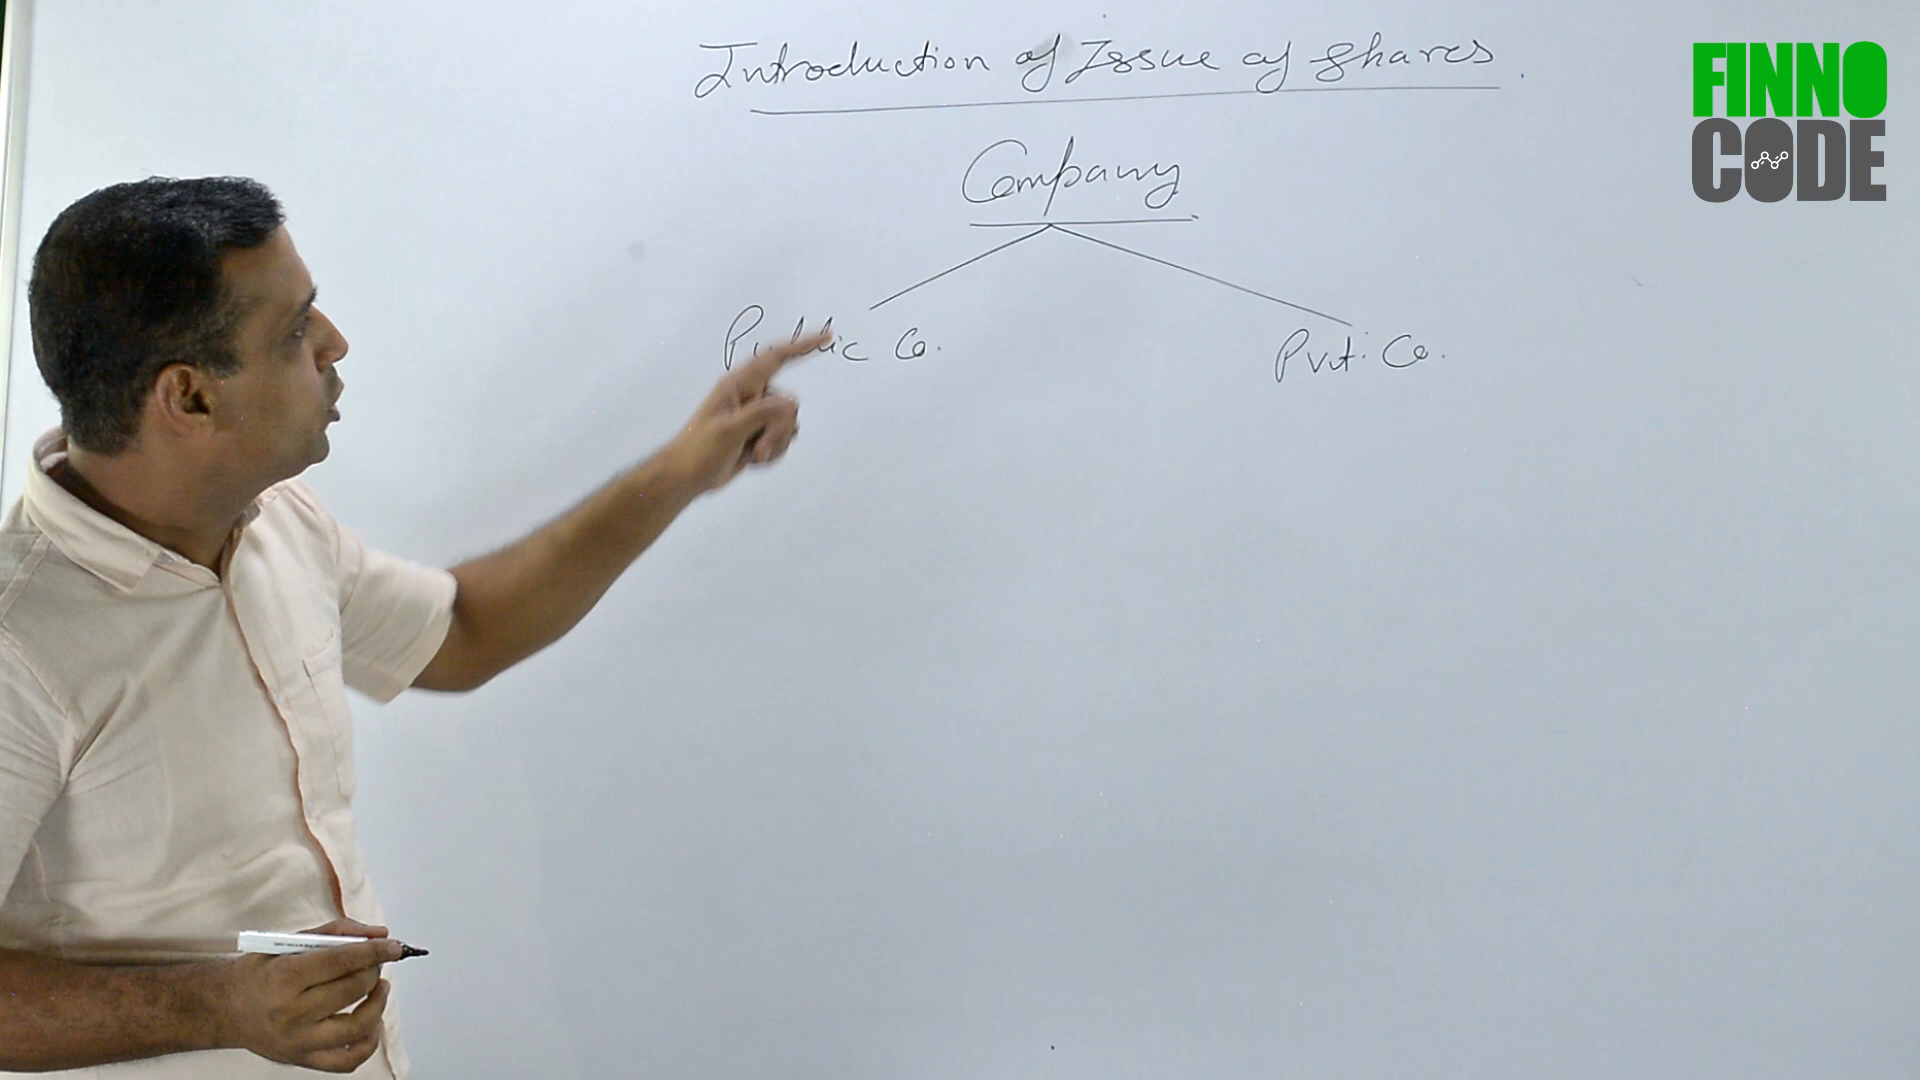 Introduction of Issue of Shares.
Company
Public Co.
Pvt. Co.
FINNO
CODE